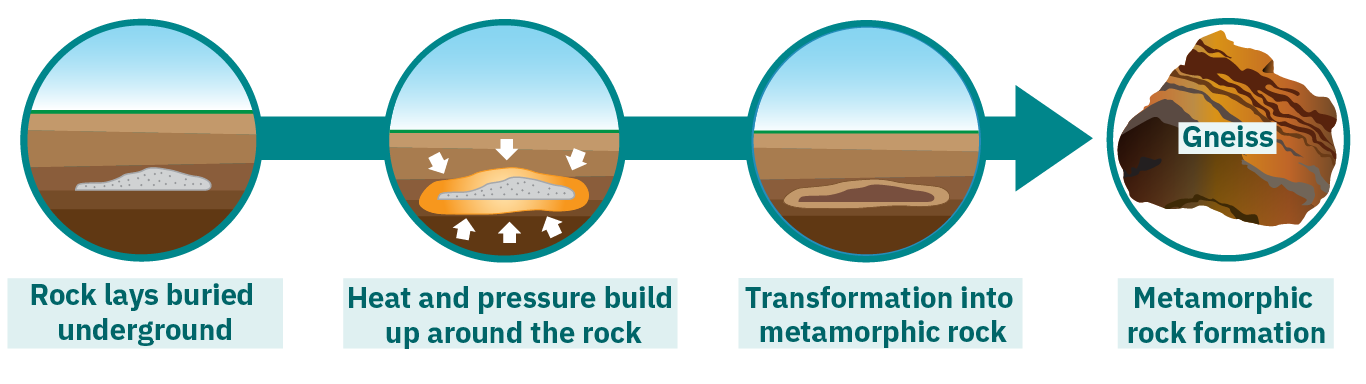 Gneiss
Rock lays buried
underground
Heat and pressure build
up around the rock
Transformation into
metamorphic rock
Metamorphic
rock formation